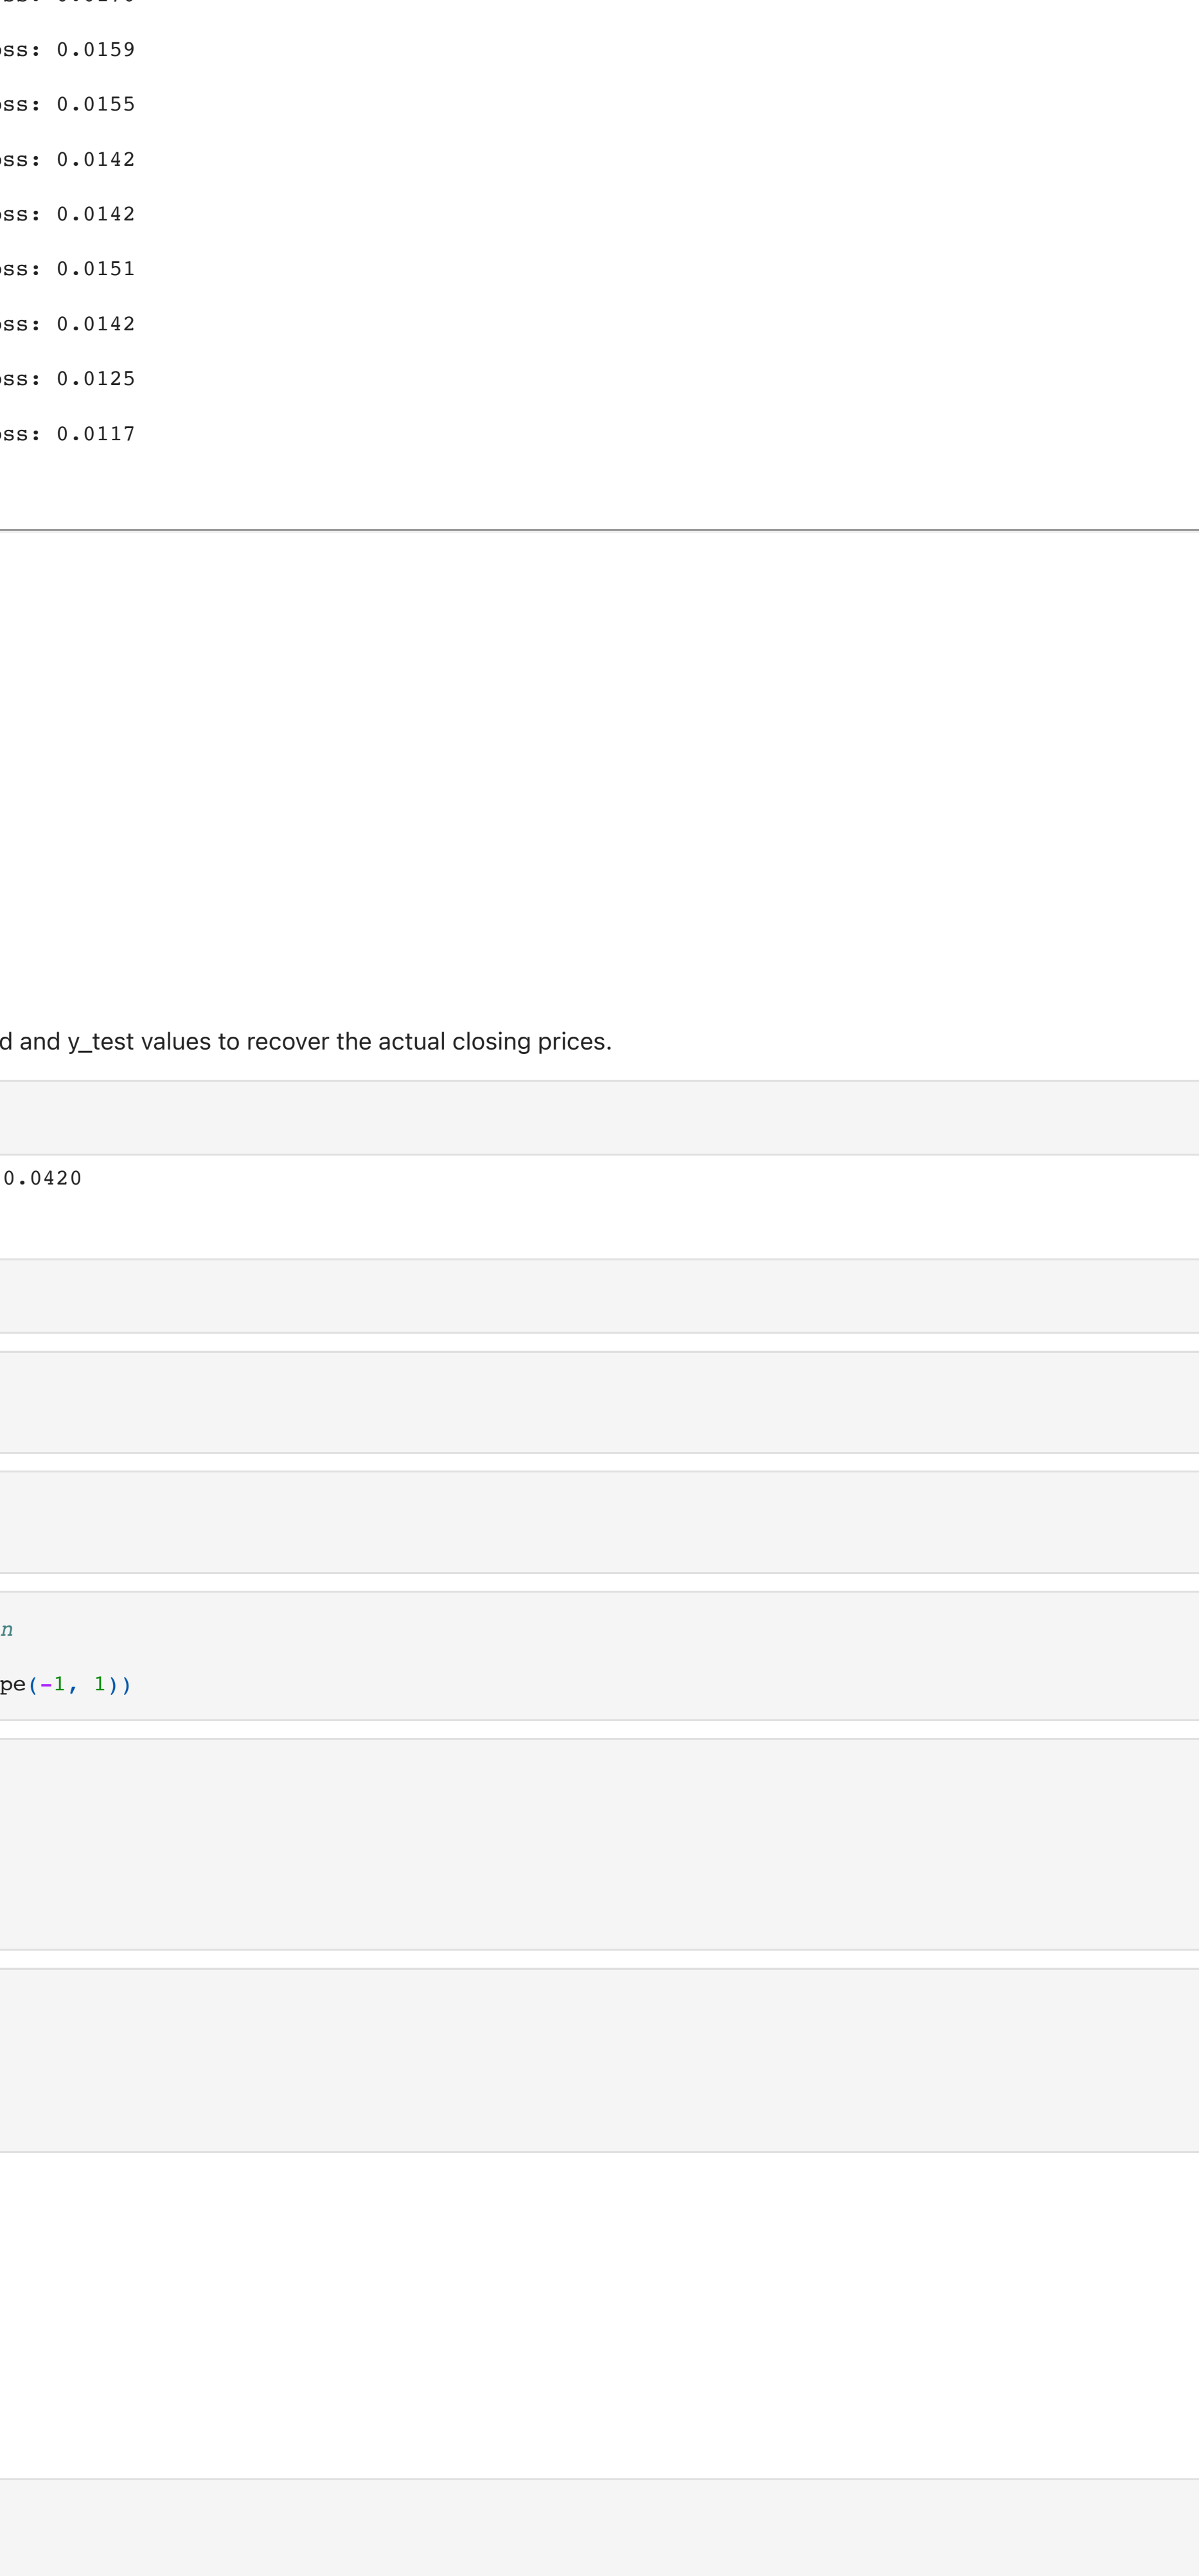 ss: 0.0159
ss: 0.0155
ss: 0.0142
ss: 0.0142
ss: 0.0151
ss: 0.0142
ss: 0.0125
ss: 0.0117
d and y_test values to recover the actual closing prices.
0.0420
n
pe(-1, 1))